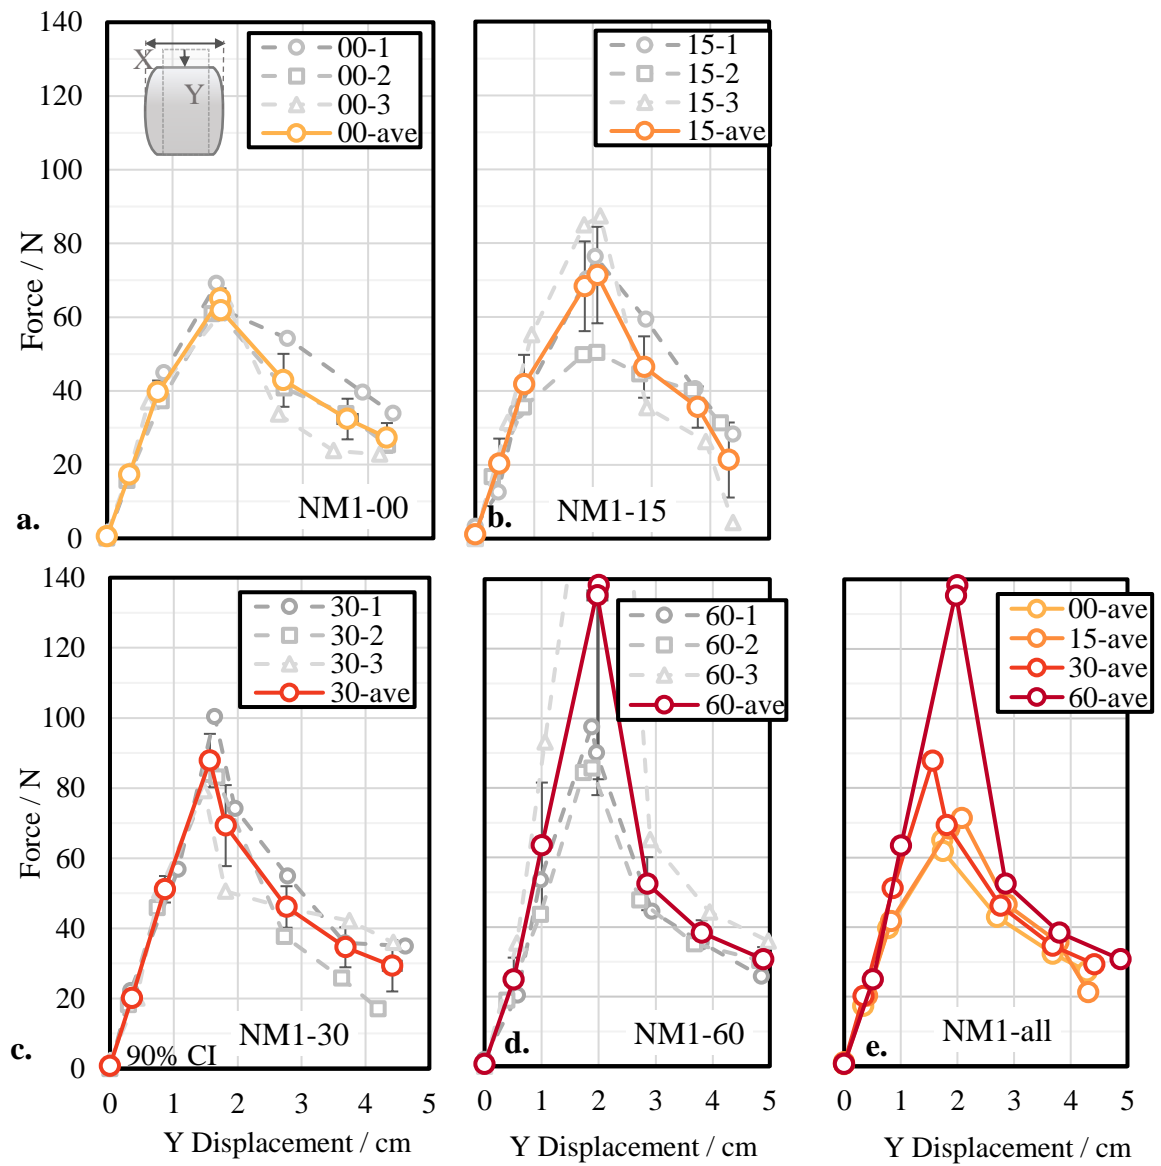 140
120
100
80
60
40
20
0
Force / N
X
Y
00-1
00-2
00-3
00-ave
NM1-00
a.
15-1
15-2
15-3
15-ave
NM1-15
b.
140
120
100
80
60
40
20
0
Force / N
30-1
30-2
30-3
30-ave
NM1-30
90% CI
c.
0 1 2 3 4 5
Y Displacement / cm
60-1
60-2
60-3
60-ave
NM1-60
d.
0 1 2 3 4 5
Y Displacement / cm
00-ave
15-ave
30-ave
60-ave
NM1-all
e.
0 1 2 3 4 5
Y Displacement / cm